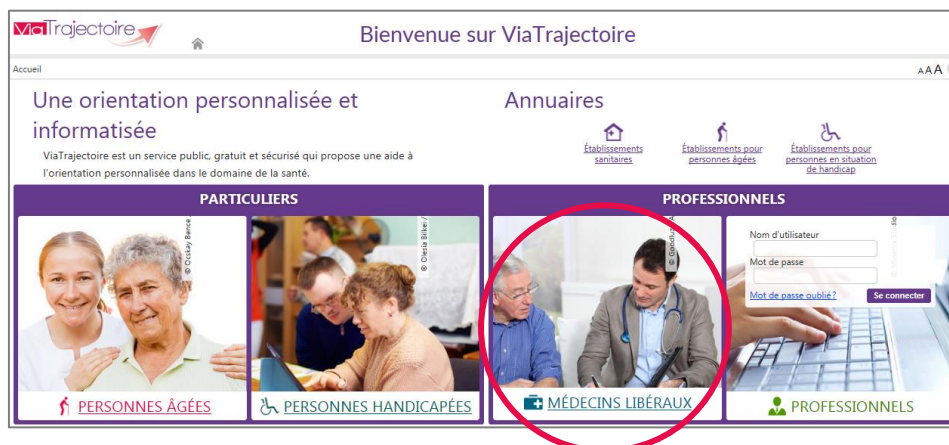 ViaTrajectoire
Bienvenue sur ViaTrajectoire
Accueil
AAA
Une orientation personnalisée et
informatisée
ViaTrajectoire est un service public, gratuit et sécurisé qui propose une aide à
l'orientation personnalisée dans le domaine de la santé.
Annuaires
Établissements
sanitaires
Établissements pour
personnes âgées
Établissements pour
personnes en situation
de handicap
PARTICULIERS
© Ocskay Bence
© Olesia Bilkei /
PERSONNES ÂGÉES
PERSONNES HANDICAPÉES
PROFESSIONNELS
MÉDECINS LIBÉRAUX
Nom d'utilisateur
Mot de passe
Mot de passe oublié?
Se connecter
PROFESSIONNELS